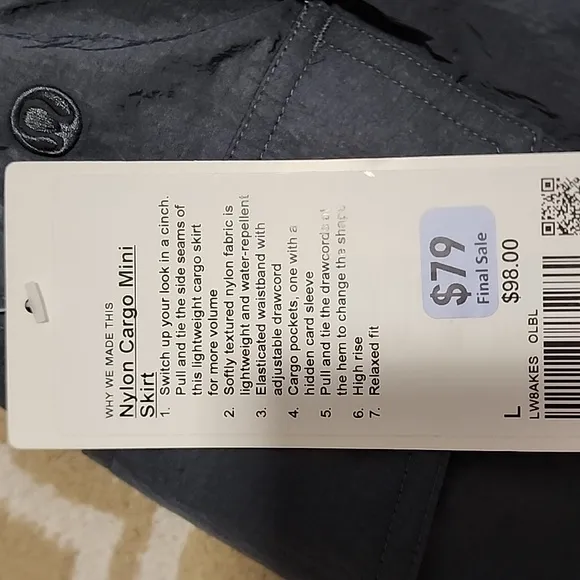 WHY WE MADE THIS
Nylon Cargo Mini
Skirt
1. Switch up your look in a cinch.
Pull and tie the side seams of
this lightweight cargo skirt
for more volume
2. Softly textured nylon fabric is
lightweight and water-repellent
3. Elasticated waistband with
adjustable drawcord
4. Cargo pockets, one with a
hidden card sleeve
5. Pull and tie the drawcords at
the hem to change the shape
6. High rise
7. Relaxed fit
$79
Final Sale
$98.00
L
LW8AKES OLBL